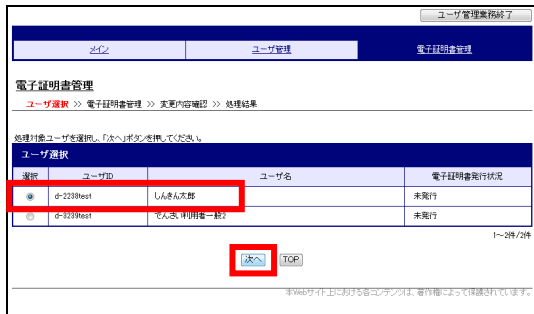 ユーザ管理業務終了
メイン ユーザ管理 電子証明書管理
電子証明書管理
ユーザ選択 >> 電子証明書管理 >> 変更内容確認 >> 処理結果
処理対象ユーザを選択し、「次へ」ボタンを押してください。
ユーザ選択
選択 ユーザID ユーザ名 電子証明書発行状況
d-2238test しんきん太郎 未発行
d-3239test でんさい利用者一般2 未発行
1～2件/2件
次へ TOP
本Webサイト上における各コンテンツは、著作権によって保護されています。